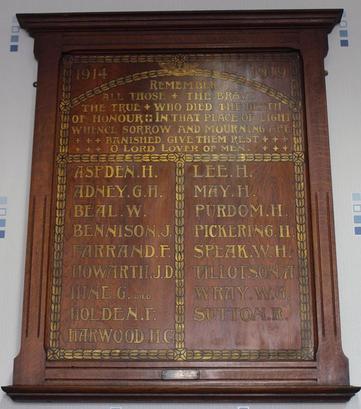 1914 1919
REMEMBER
ALL THOSE + THE BRAVE
THE TRUE + WHO DIED THE DEATH
OF HONOUR :: IN THAT PLACE OF LIGHT
WHENCE SORROW AND MOURNING ARE
+ + + BANISHED GIVE THEM REST + + +
+ + O LORD LOVER OF MEN. + +
ASPDEN. H.
ADNEY. G.H.
BEAL. W.
BENNISON. J.
FARRAND. F.
HOWARTH. J.D.
HINE. G.
HOLDEN. F.
HARWOOD. H.C.
LEE. H.
MAY. H.
PURDOM. H.
PICKERING. H
SPEAK. W.H.
TILLOTSON. A
WRAY. W.G.
SUTTON. R.